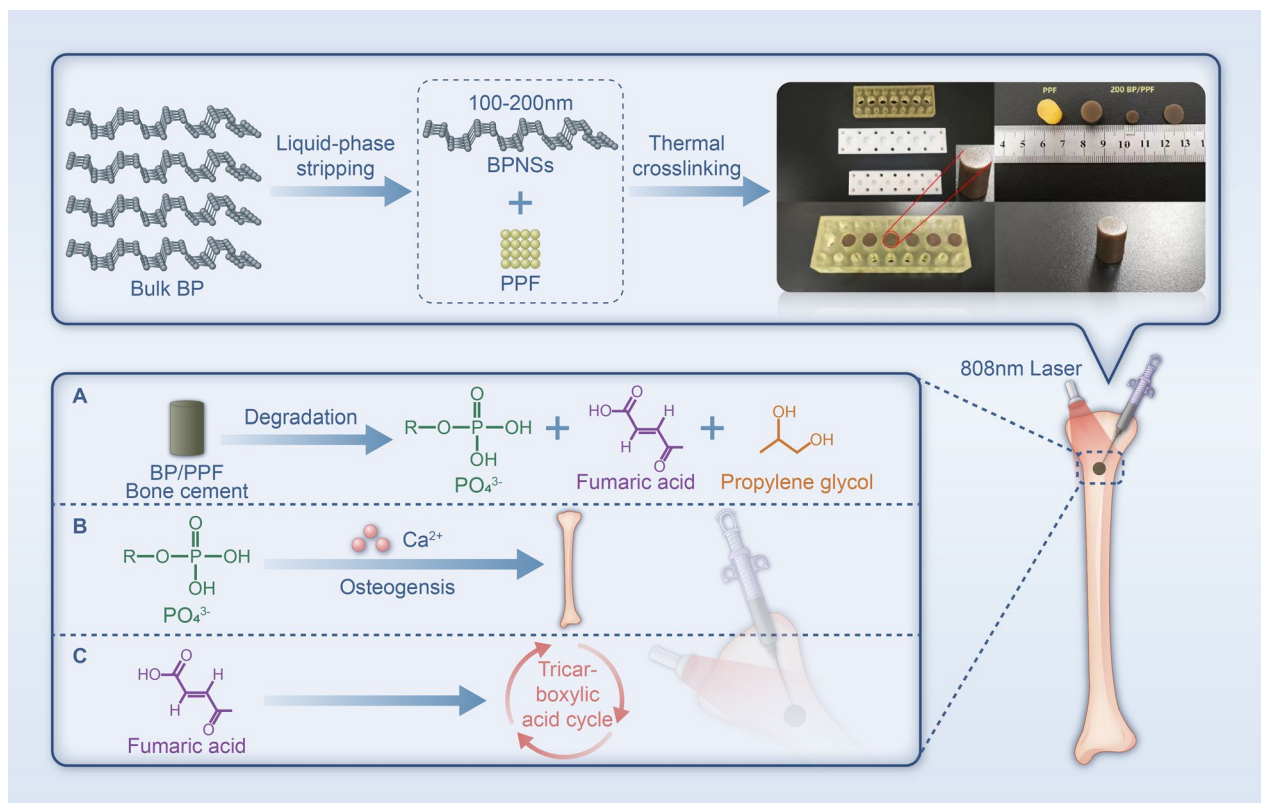 Bulk BP
Liquid-phase
stripping
100-200nm
BPNSs
+
PPF
Thermal
crosslinking
PPF
200 BP/PPF
4 5 6 7 8 9 10 11 12 13 1
808nm Laser
A
BP/PPF
Bone cement
Degradation
R—O—P—OH
O
OH
PO₄³⁻
+
HO
O
H
H
O
Fumaric acid
+
OH
OH
Propylene glycol
B
R—O—P—OH
O
OH
PO₄³⁻
Ca²⁺
Osteogensis
C
HO
O
H
H
O
Fumaric acid
Tricar-
boxylic
acid cycle